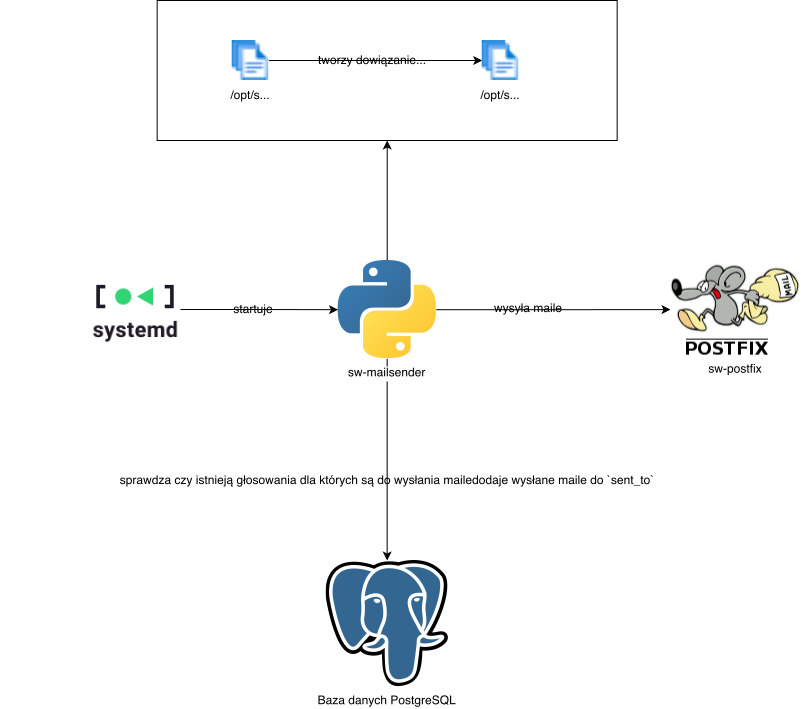 tworzy dowiązanie...
/opt/s...
/opt/s...
[ ]
systemd
startuje
wysyła maile
MAIL
POSTFIX
sw-postfix
sw-mailsender
sprawdza czy istnieją głosowania dla których są do wysłania mailedodaje wysłane maile do `sent_to`
Baza danych PostgreSQL